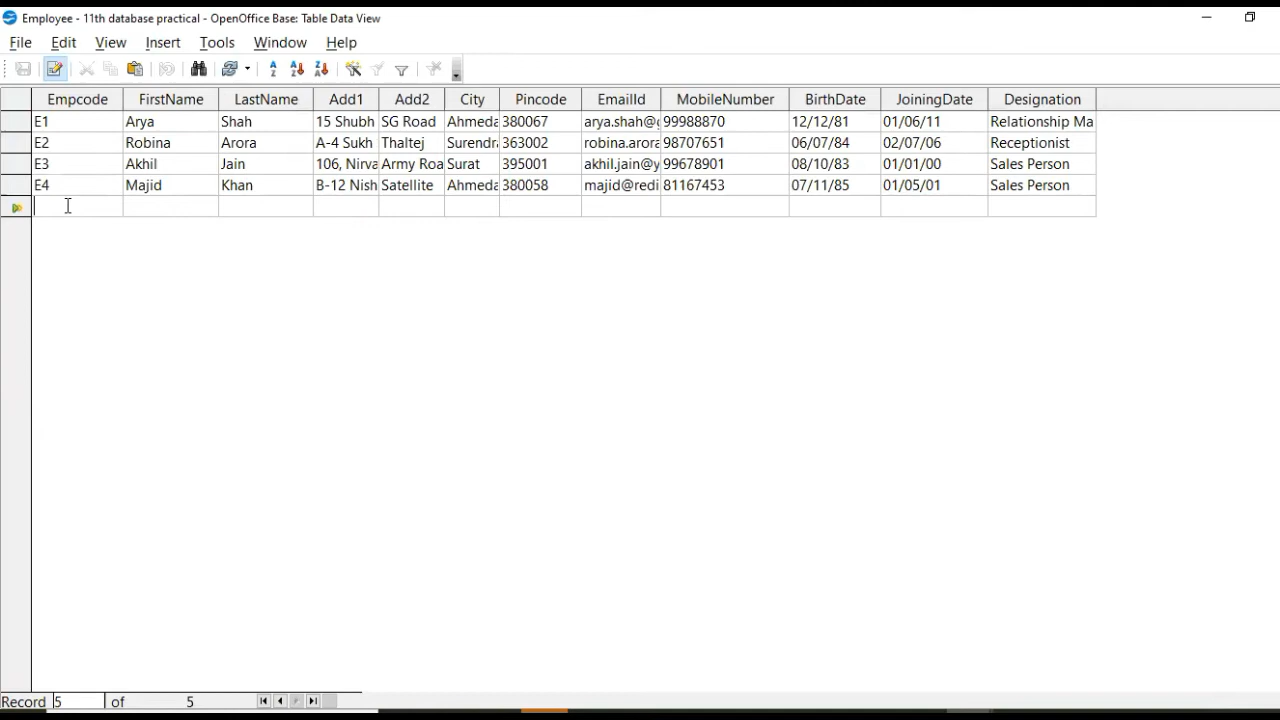 Employee - 11th database practical - OpenOffice Base: Table Data View
File Edit View Insert Tools Window Help
Empcode FirstName LastName Add1 Add2 City Pincode EmailId MobileNumber BirthDate JoiningDate Designation
E1 Arya Shah 15 Shubh SG Road Ahmeda 380067 arya.shah@g 99988870 12/12/81 01/06/11 Relationship Ma
E2 Robina Arora A-4 Sukh Thaltej Surendra 363002 robina.arora 98707651 06/07/84 02/07/06 Receptionist
E3 Akhil Jain 106, Nirva Army Roa Surat 395001 akhil.jain@y 99678901 08/10/83 01/01/00 Sales Person
E4 Majid Khan B-12 Nish Satellite Ahmeda 380058 majid@redi 81167453 07/11/85 01/05/01 Sales Person
Record 5 of 5